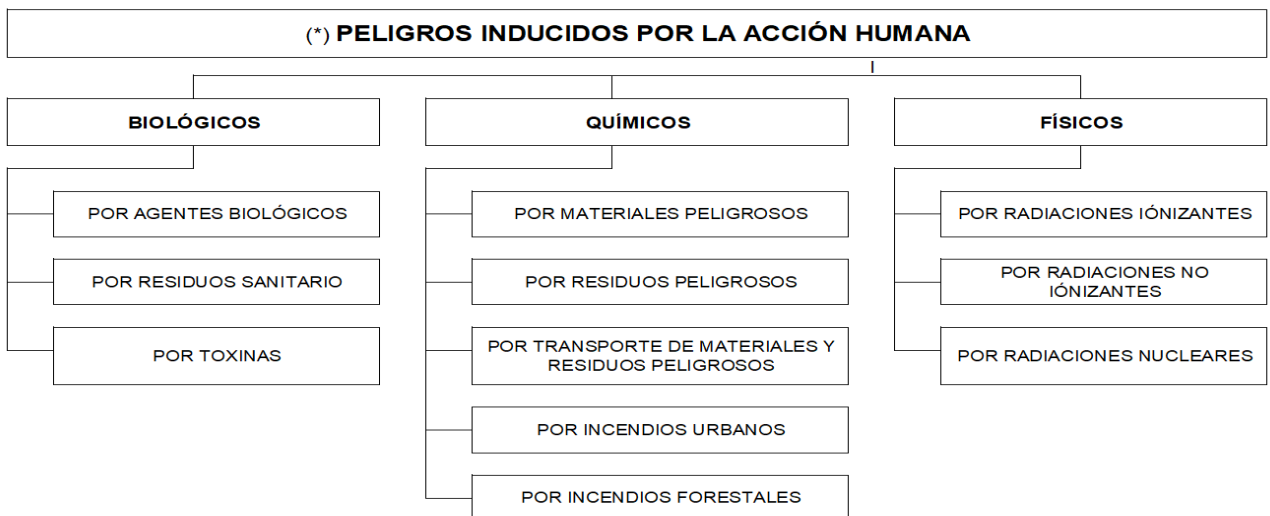 (*) PELIGROS INDUCIDOS POR LA ACCIÓN HUMANA
BIOLÓGICOS
POR AGENTES BIOLÓGICOS
POR RESIDUOS SANITARIO
POR TOXINAS
QUÍMICOS
POR MATERIALES PELIGROSOS
POR RESIDUOS PELIGROSOS
POR TRANSPORTE DE MATERIALES Y
RESIDUOS PELIGROSOS
POR INCENDIOS URBANOS
POR INCENDIOS FORESTALES
FÍSICOS
POR RADIACIONES IÓNIZANTES
POR RADIACIONES NO
IÓNIZANTES
POR RADIACIONES NUCLEARES